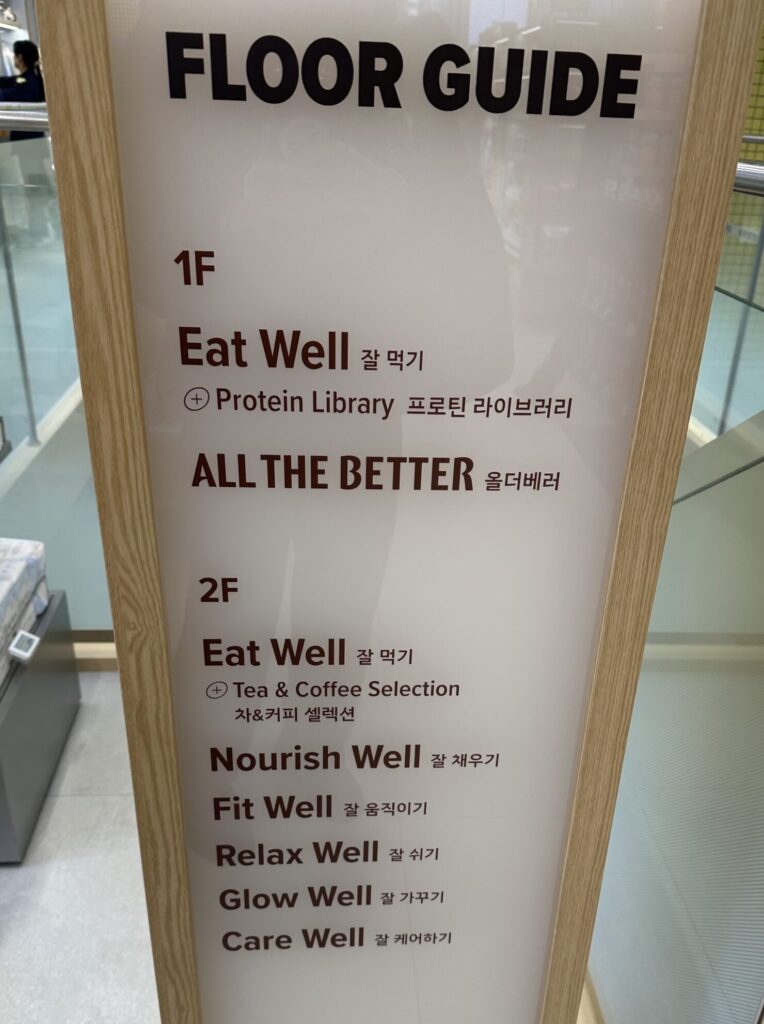 FLOOR GUIDE
1F
Eat Well 잘 먹기
+ Protein Library 프로틴 라이브러리
ALL THE BETTER 올더베러
2F
Eat Well 잘 먹기
+ Tea & Coffee Selection
차&커피 셀렉션
Nourish Well 잘 채우기
Fit Well 잘 움직이기
Relax Well 잘 쉬기
Glow Well 잘 가꾸기
Care Well 잘 케어하기